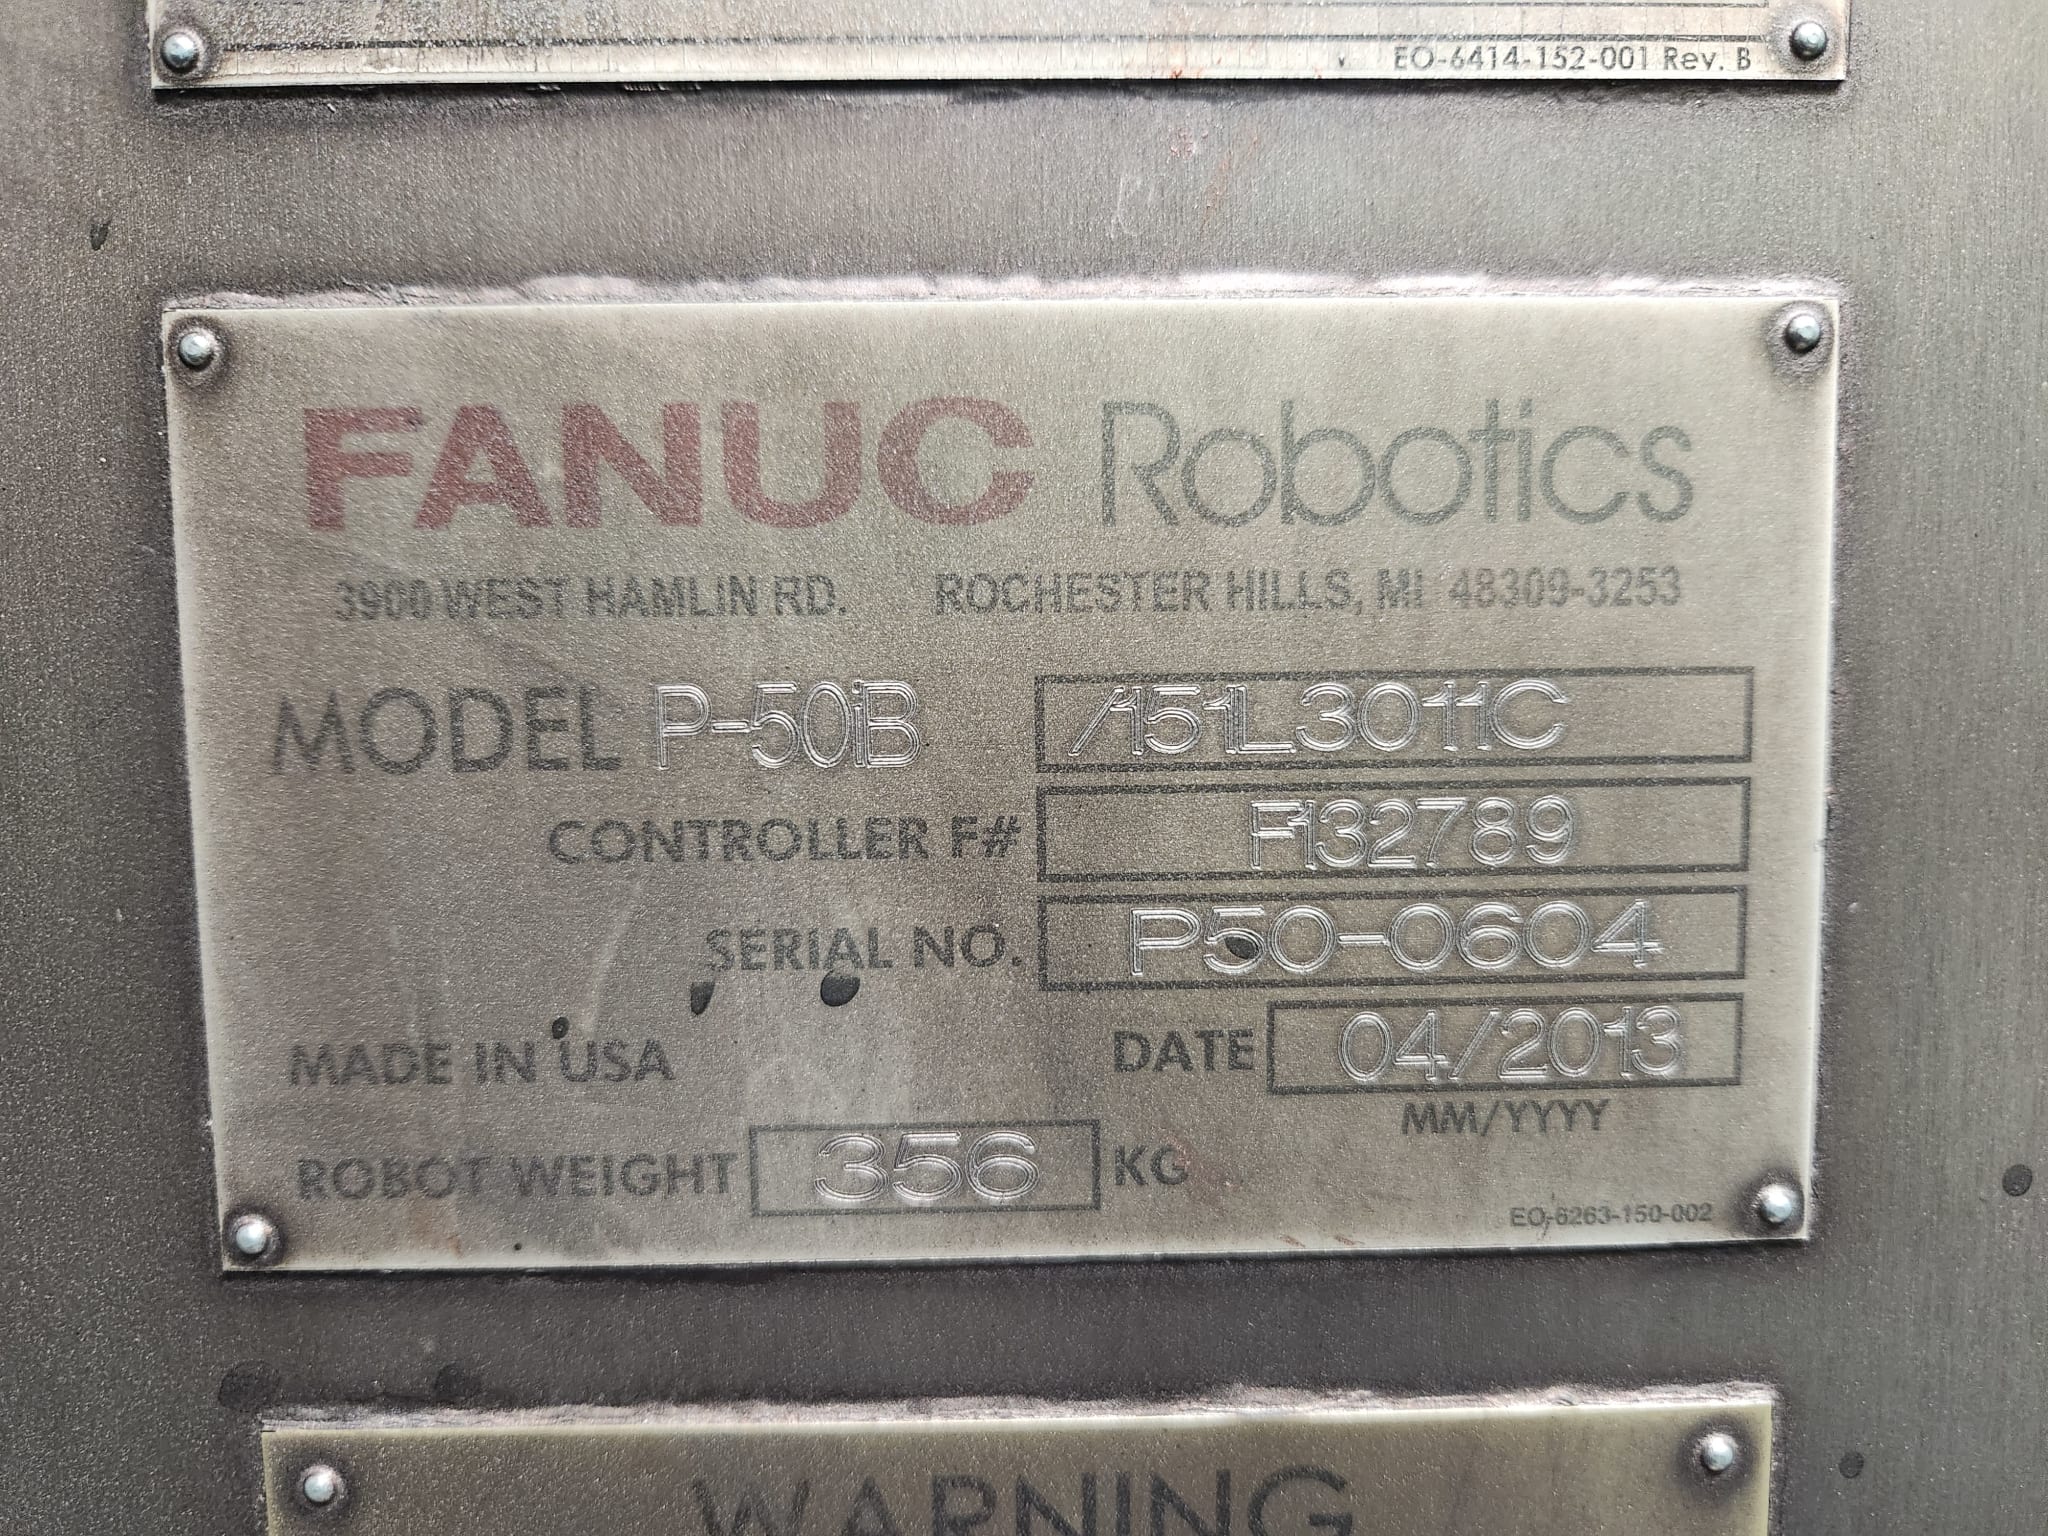 EO-6414-152-001 Rev. B
FANUC Robotics
3900 WEST HAMLIN RD. ROCHESTER HILLS, MI 48309-3253
MODEL P-50iB /151L3011C
CONTROLLER F# F132789
SERIAL NO. P50-0604
MADE IN USA DATE 04/2013
MM/YYYY
ROBOT WEIGHT 356 KG
EO-6263-150-002
WARNING